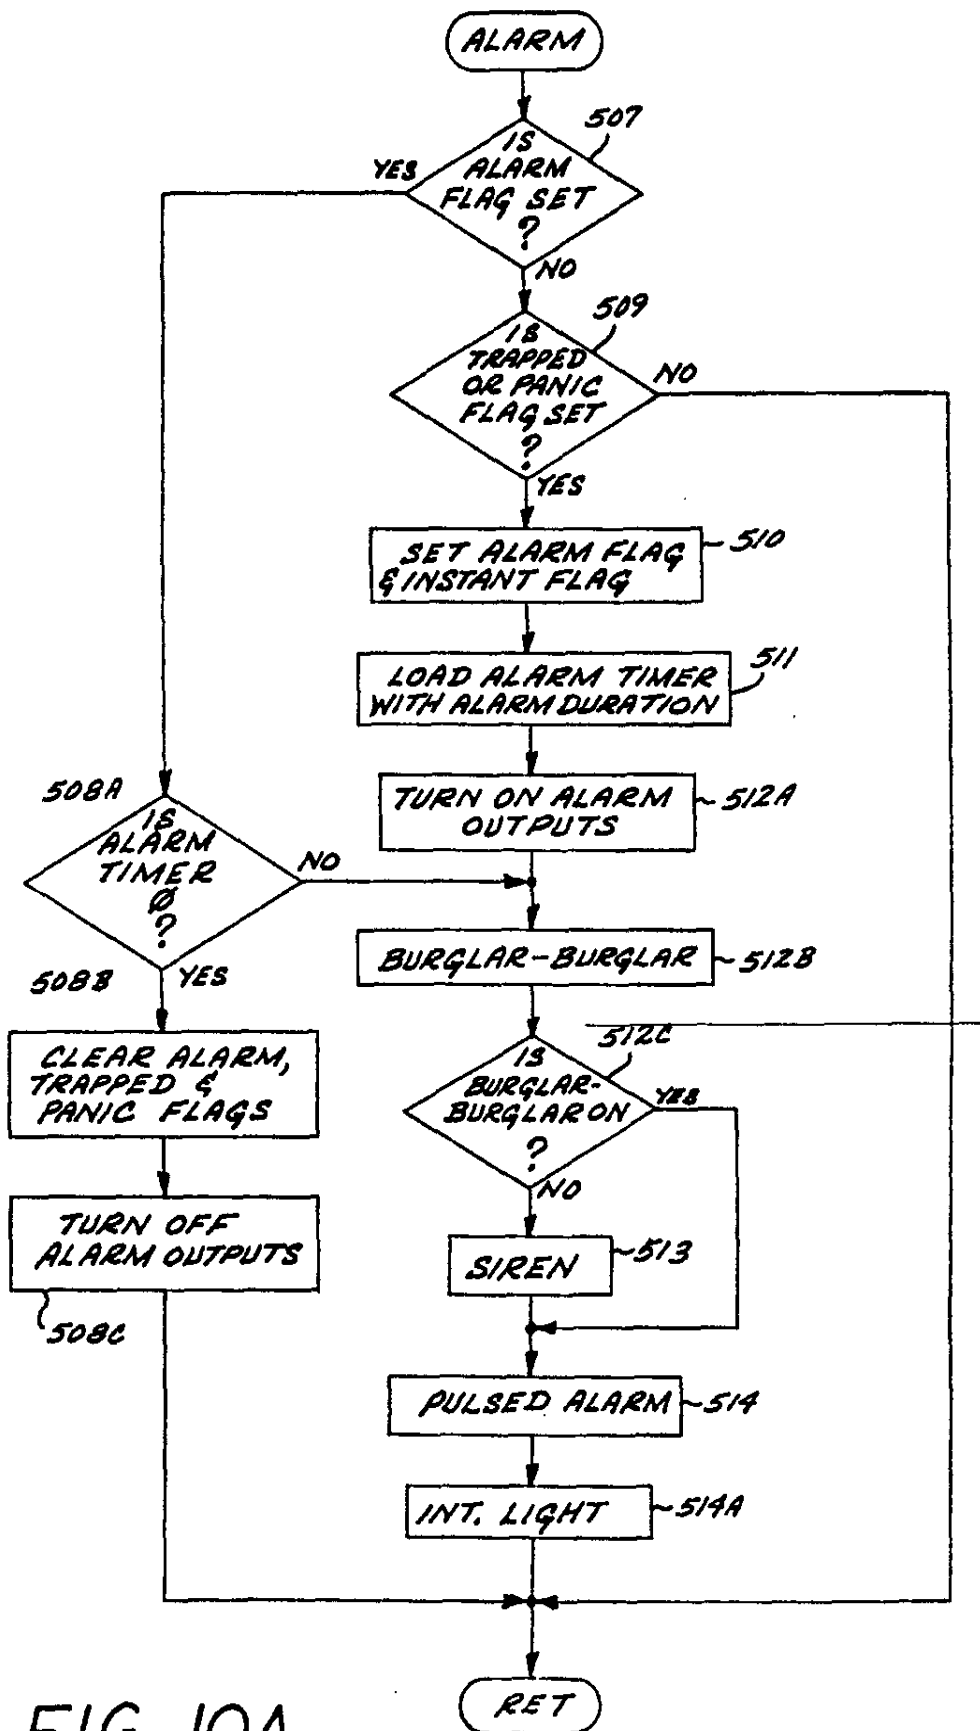 ALARM
507
IS
ALARM
FLAG SET
?
YES
NO
509
IS
TRAPPED
OR PANIC
FLAG SET
?
NO
YES
SET ALARM FLAG
& INSTANT FLAG
510
LOAD ALARM TIMER
WITH ALARM DURATION
511
TURN ON ALARM
OUTPUTS
512A
508A
IS
ALARM
TIMER
Ø
?
NO
YES
BURGLAR-BURGLAR
512B
508B
CLEAR ALARM,
TRAPPED &
PANIC FLAGS
512C
IS
BURGLAR-
BURGLAR ON
?
YES
NO
TURN OFF
ALARM OUTPUTS
508C
SIREN
513
PULSED ALARM
514
INT. LIGHT
514A
RET
FIG. 10A